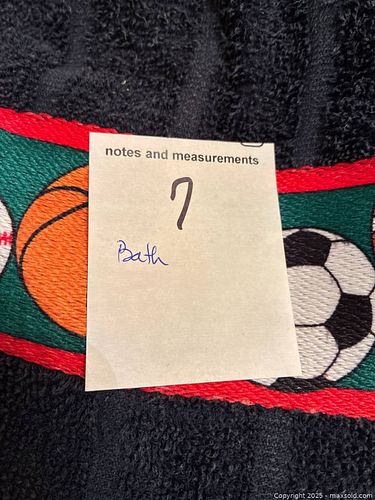 notes and measurements
7
Bath
Copyright 2025 - maxsold.com